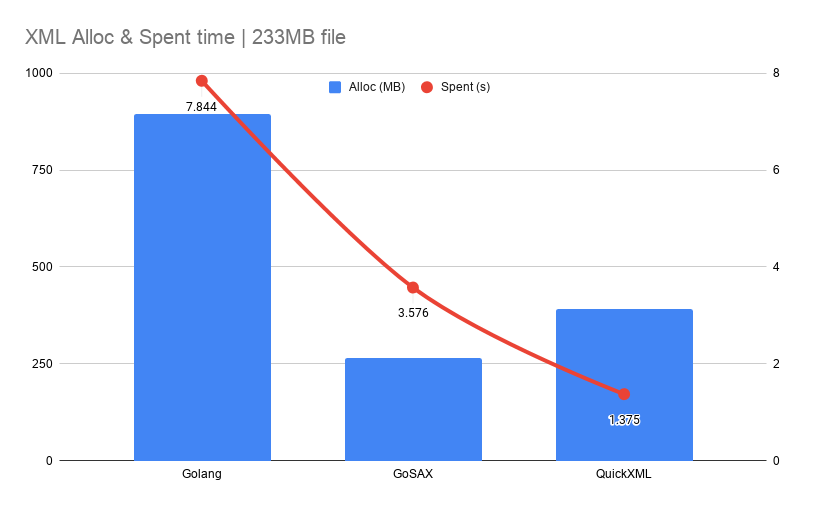 XML Alloc & Spent time | 233MB file
1000
8
Alloc (MB)
Spent (s)
7.844
750
6
500
4
3.576
250
2
1.375
0
0
Golang
GoSAX
QuickXML